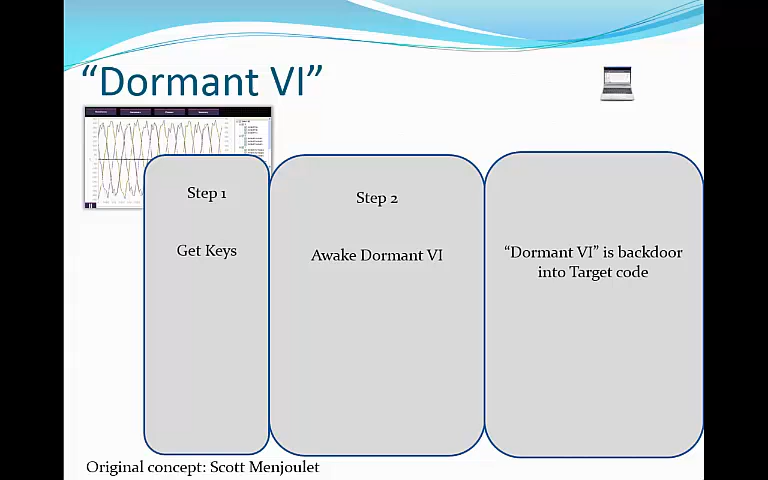 “Dormant VI”
Step 1
Get Keys
Step 2
Awake Dormant VI
“Dormant VI” is backdoor
into Target code
Original concept: Scott Menjoulet